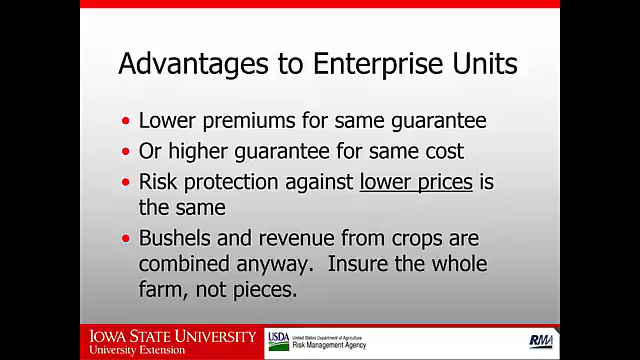 Advantages to Enterprise Units
• Lower premiums for same guarantee
• Or higher guarantee for same cost
• Risk protection against lower prices is
the same
• Bushels and revenue from crops are
combined anyway.  Insure the whole
farm, not pieces.
IOWA STATE UNIVERSITY
University Extension
USDA
United States Department of Agriculture
Risk Management Agency
RMA